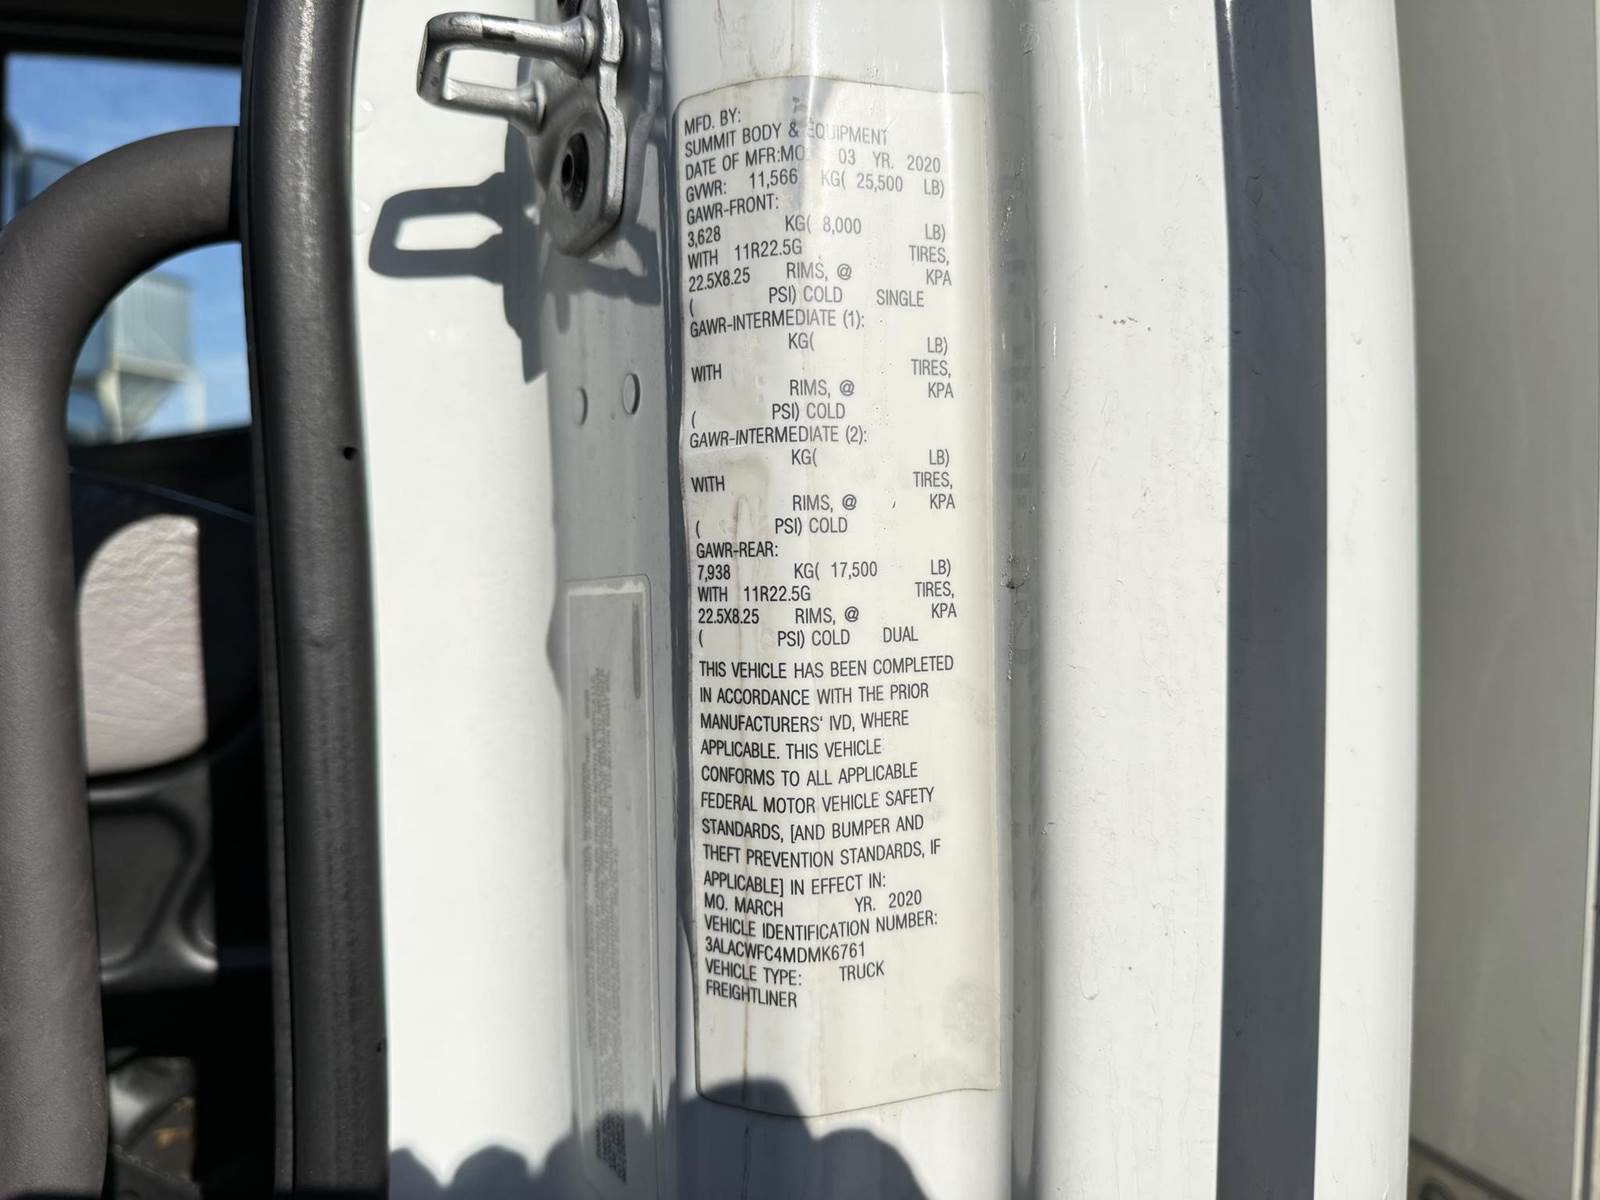 MFD. BY:
SUMMIT BODY & EQUIPMENT
DATE OF MFR:MO: 03 YR. 2020
GVWR: 11,566 KG( 25,500 LB)
GAWR-FRONT:
3,628 KG( 8,000 LB)
WITH 11R22.5G TIRES,
22.5X8.25 RIMS, @ KPA
( PSI) COLD SINGLE
GAWR-INTERMEDIATE (1):
KG( LB)
WITH TIRES,
RIMS, @ KPA
( PSI) COLD
GAWR-INTERMEDIATE (2):
KG( LB)
WITH TIRES,
RIMS, @ KPA
( PSI) COLD
GAWR-REAR:
7,938 KG( 17,500 LB)
WITH 11R22.5G TIRES,
22.5X8.25 RIMS, @ KPA
( PSI) COLD DUAL
THIS VEHICLE HAS BEEN COMPLETED
IN ACCORDANCE WITH THE PRIOR
MANUFACTURERS' IVD, WHERE
APPLICABLE. THIS VEHICLE
CONFORMS TO ALL APPLICABLE
FEDERAL MOTOR VEHICLE SAFETY
STANDARDS, [AND BUMPER AND
THEFT PREVENTION STANDARDS, IF
APPLICABLE] IN EFFECT IN:
MO. MARCH YR. 2020
VEHICLE IDENTIFICATION NUMBER:
3ALACWFC4MDMK6761
VEHICLE TYPE: TRUCK
FREIGHTLINER